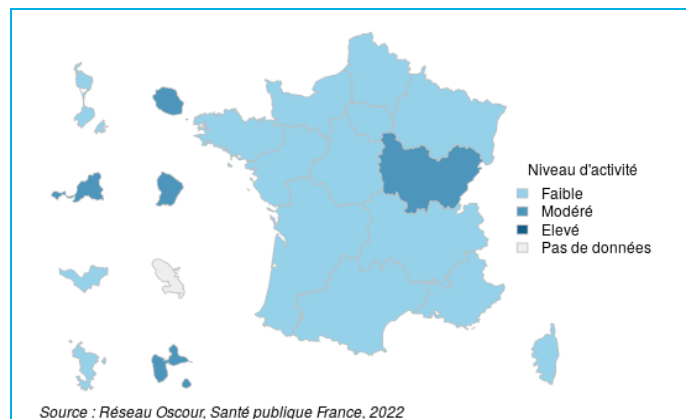 Niveau d'activité
Faible
Modéré
Elevé
Pas de données
Source : Réseau Oscour, Santé publique France, 2022